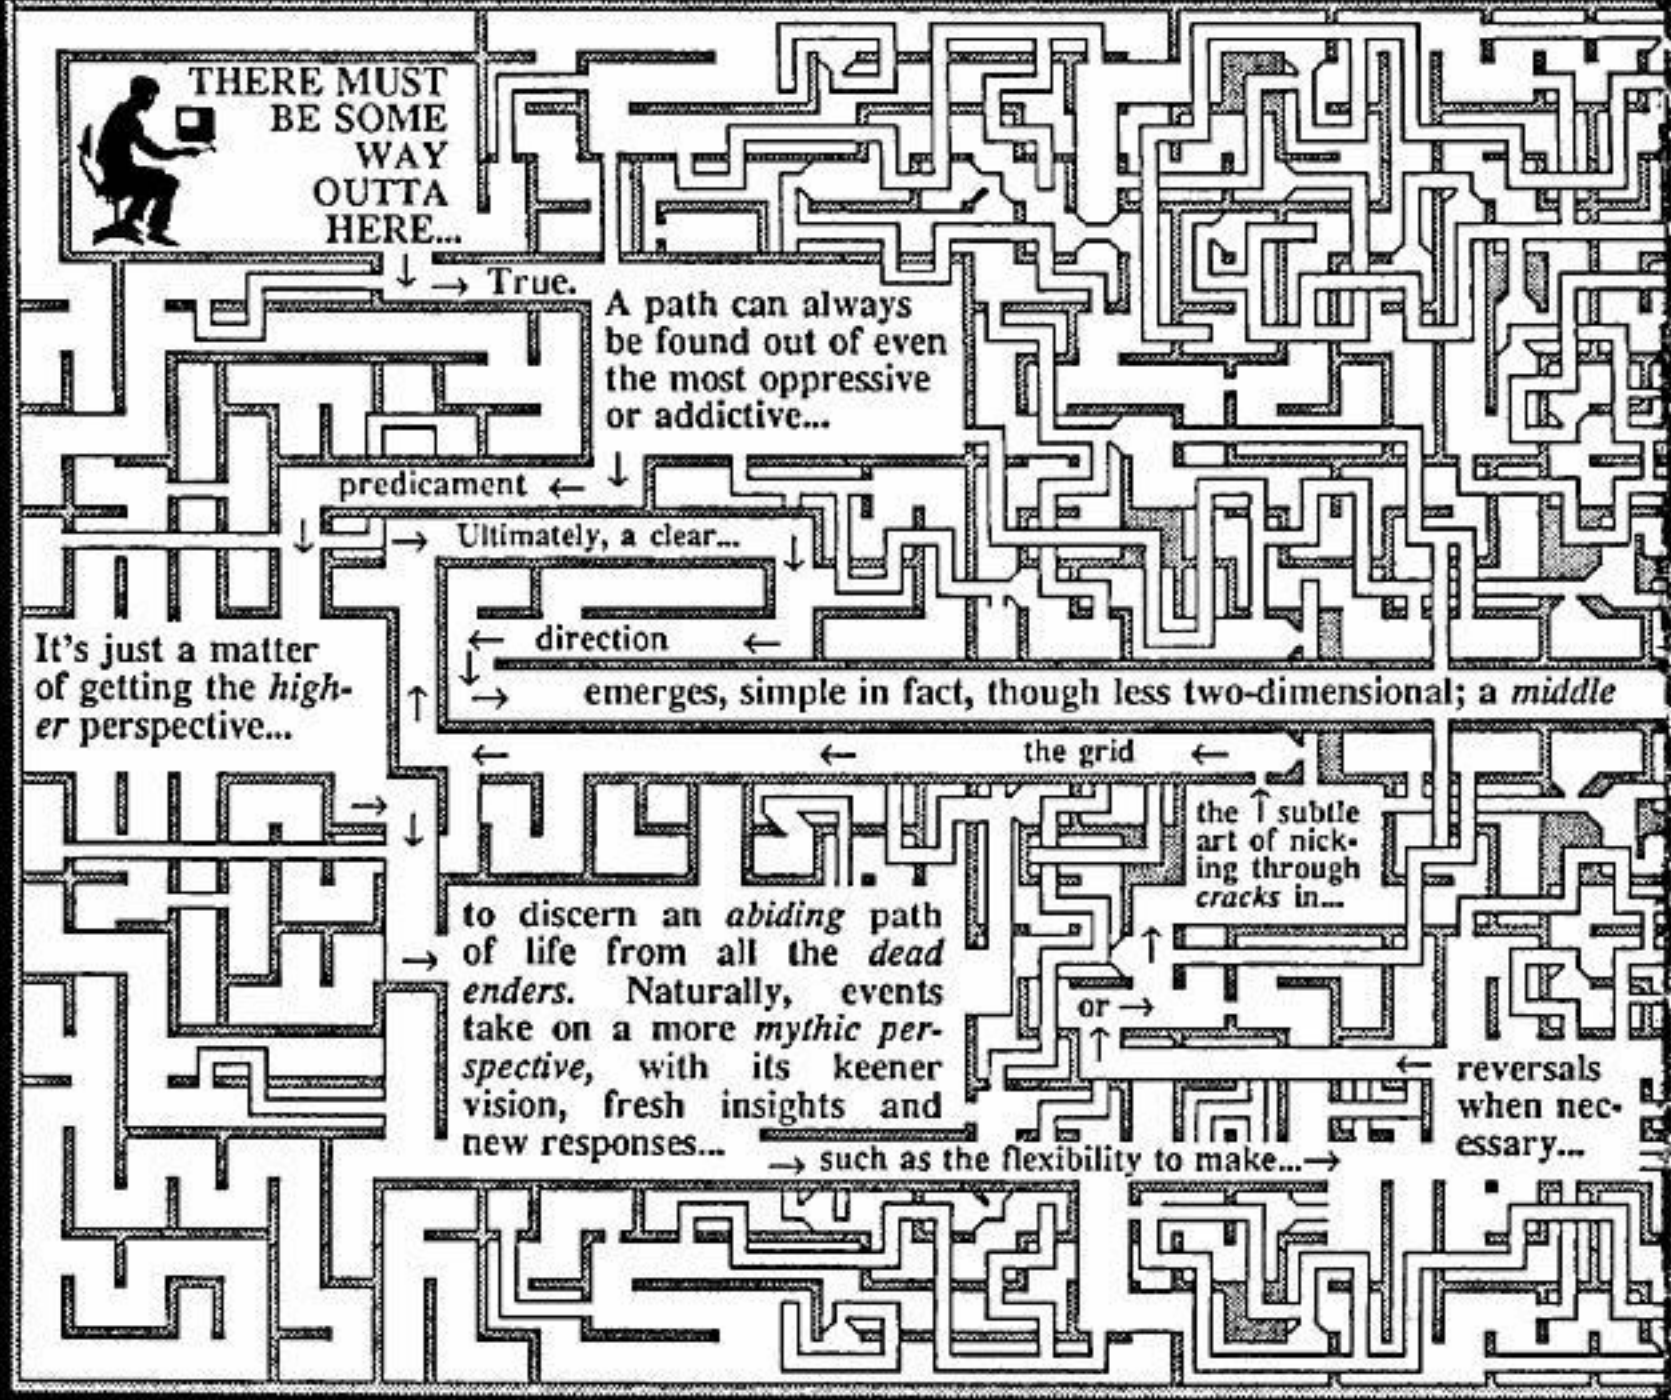 THERE MUST
BE SOME
WAY
OUTTA
HERE...
↓
→ True.
A path can always
be found out of even
the most oppressive
or addictive...
↓
predicament ←
↓
→ Ultimately, a clear... ↓
It's just a matter
of getting the high-
er perspective...
← direction ←
↓
→ emerges, simple in fact, though less two-dimensional; a middle
↑
← ← the grid ←
→
↓
the ↑ subtle
art of nick-
ing through
cracks in...
→
to discern an abiding path
of life from all the dead
enders. Naturally, events
take on a more mythic per-
spective, with its keener
vision, fresh insights and
new responses...
↑
or →
↑
← reversals
when nec-
essary...
→ such as the flexibility to make...→